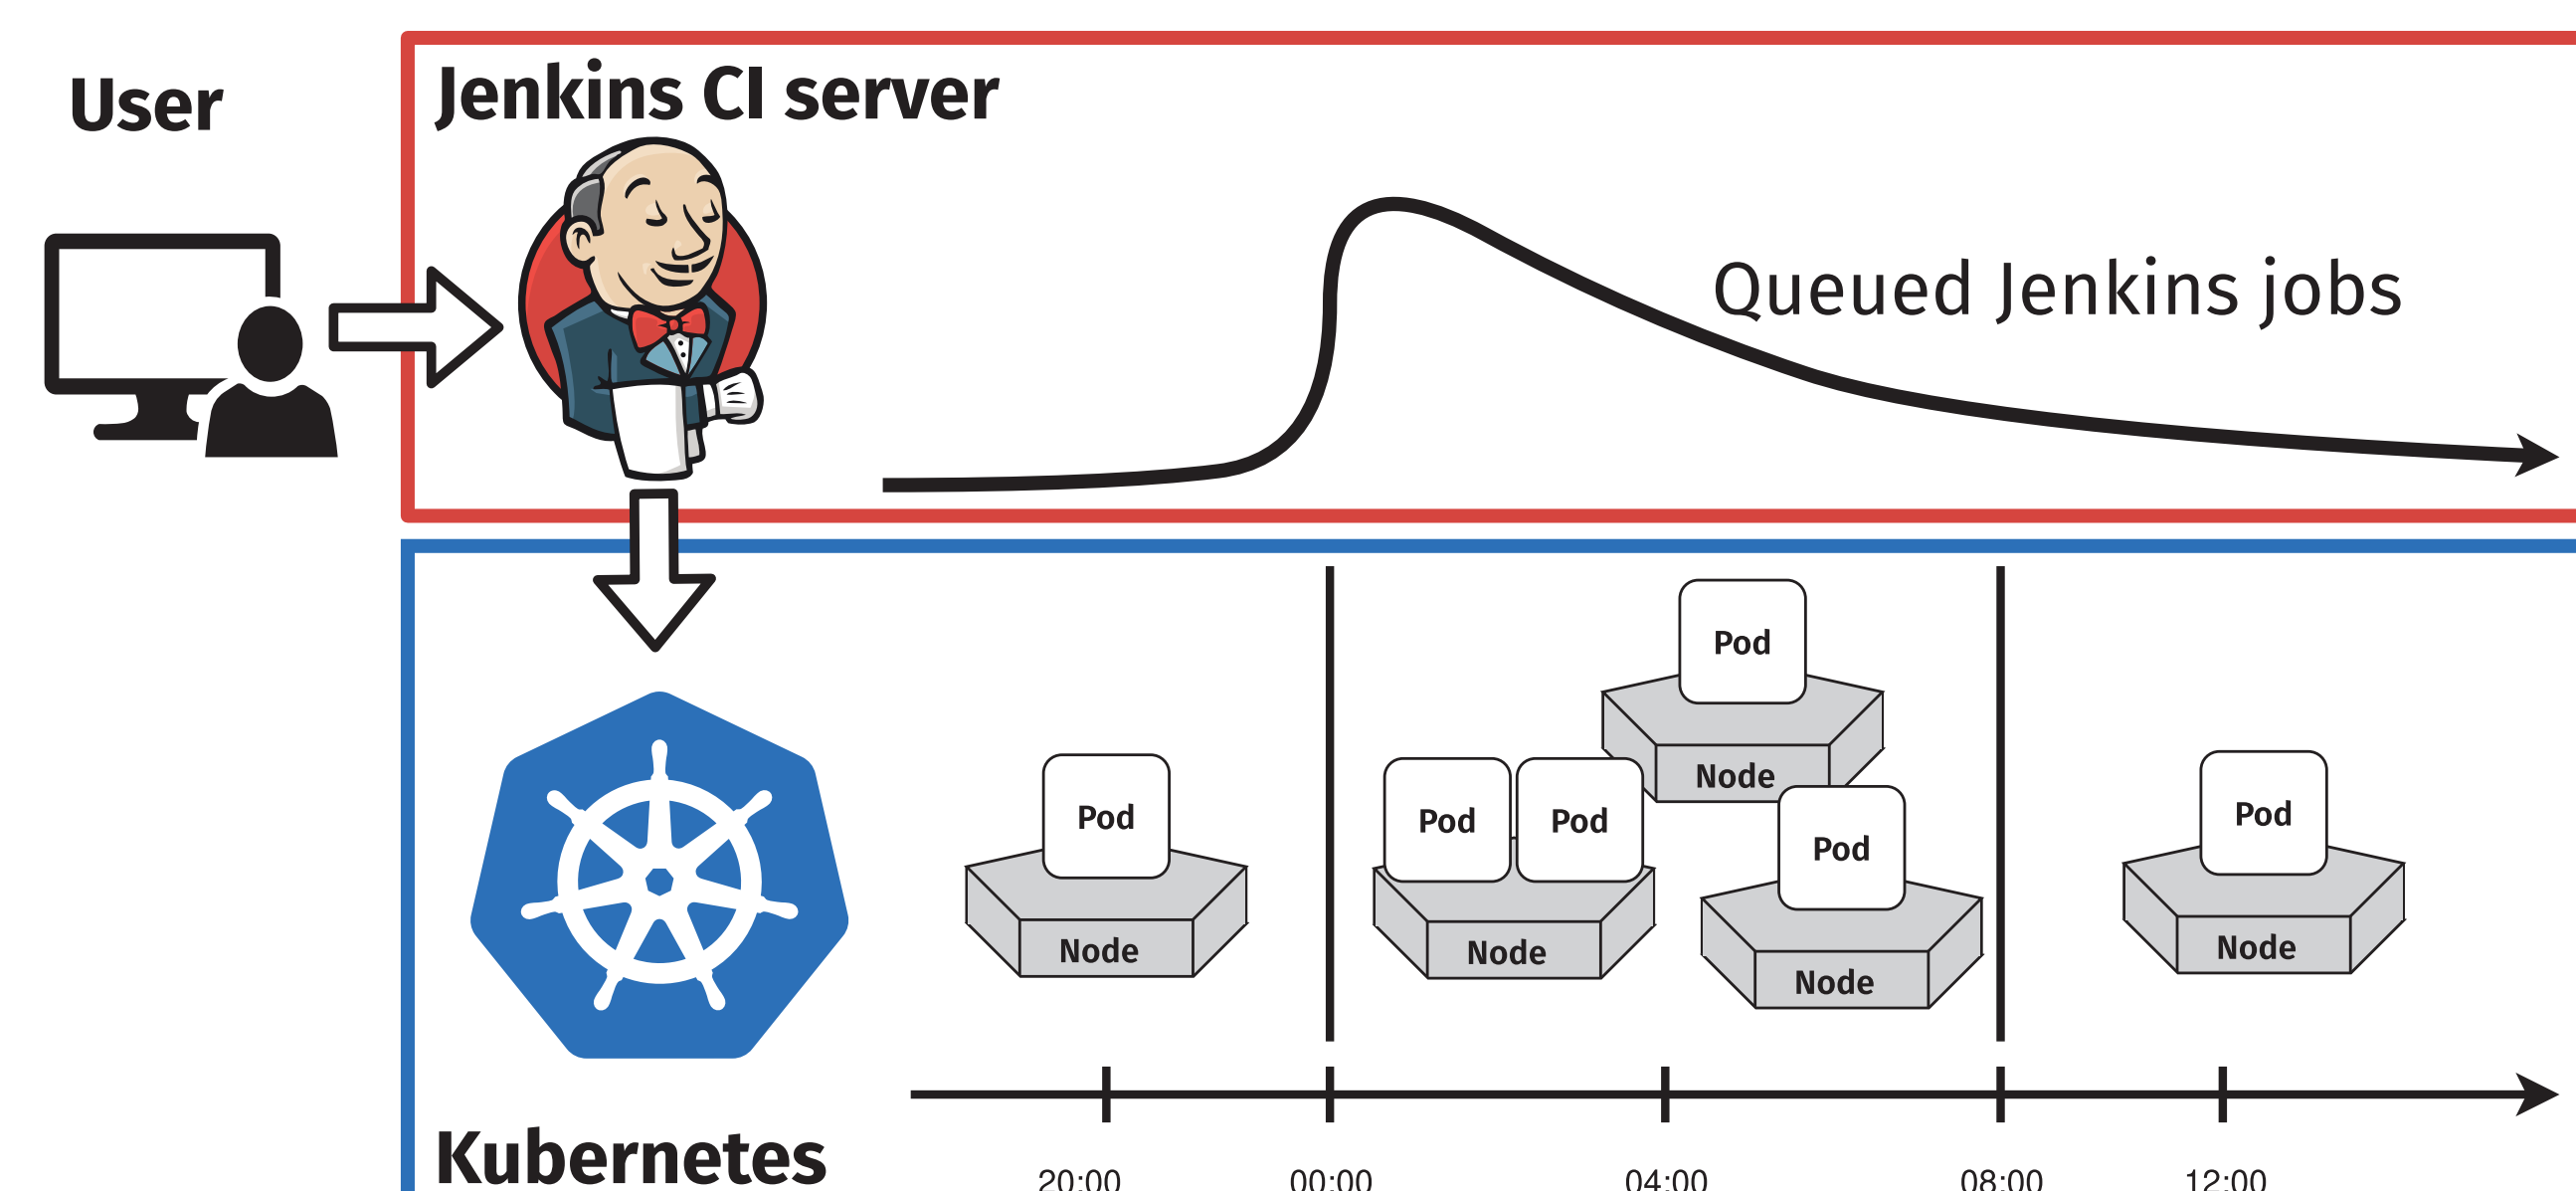 User
Jenkins CI server
Queued Jenkins jobs
Pod
Node
Pod
Pod
Pod
Node
Pod
Node
Node
Pod
Node
Kubernetes
20:00
00:00
04:00
08:00
12:00